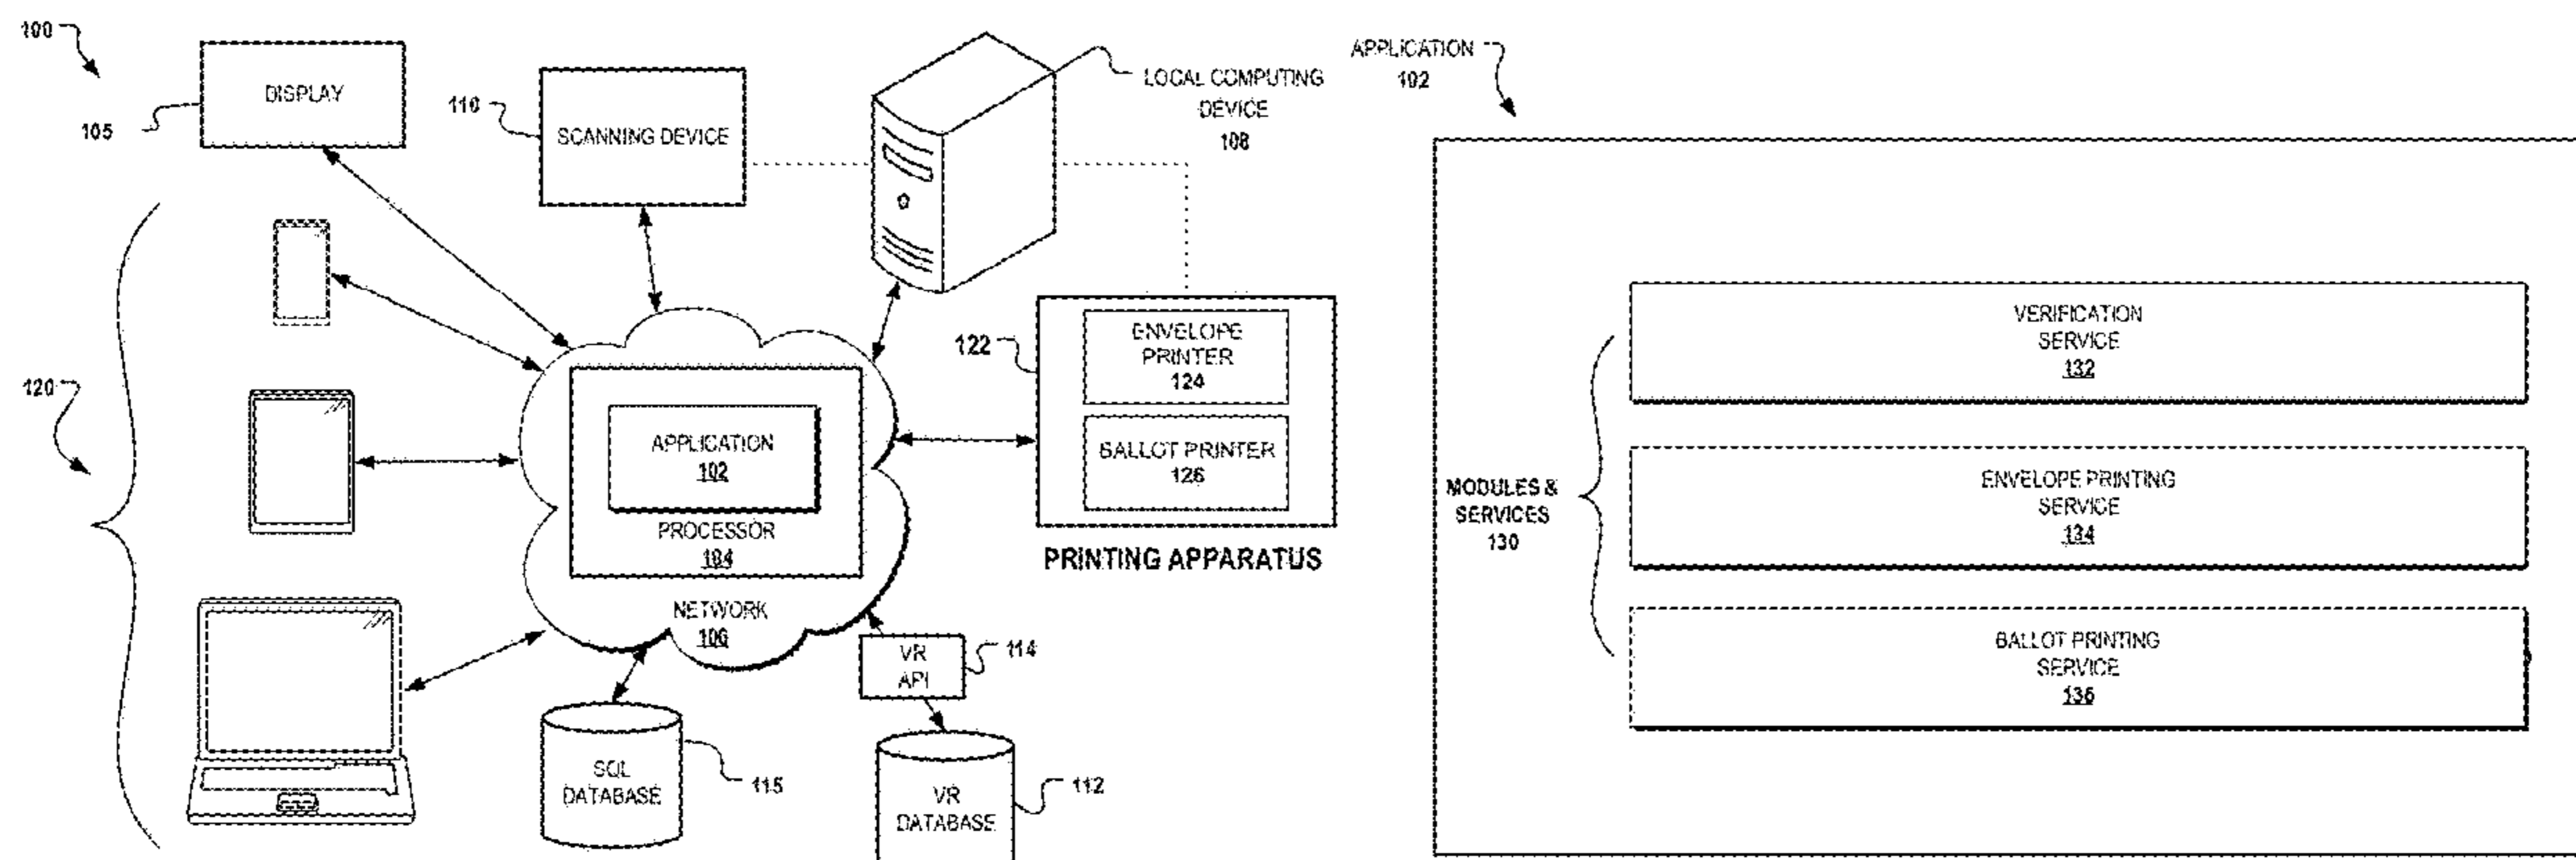 100
DISPLAY
105
110
SCANNING DEVICE
LOCAL COMPUTING
DEVICE
108
120
122
ENVELOPE
PRINTER
124
BALLOT PRINTER
126
PRINTING APPARATUS
APPLICATION
102
PROCESSOR
104
NETWORK
106
VR
API
114
SQL
DATABASE
115
VR
DATABASE
112
APPLICATION
102
MODULES &
SERVICES
130
VERIFICATION
SERVICE
132
ENVELOPE PRINTING
SERVICE
134
BALLOT PRINTING
SERVICE
136